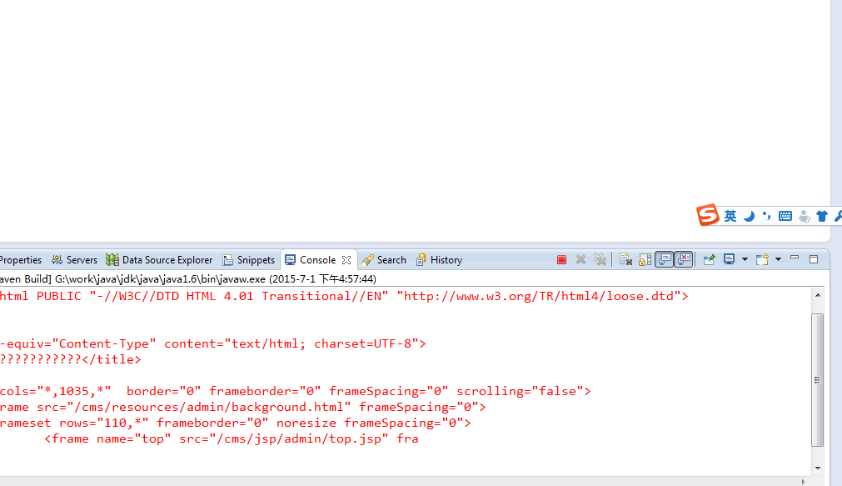 英
Properties Servers Data Source Explorer Snippets Console Search History
aven Build] G:\work\java\jdk\java\java1.6\bin\javaw.exe (2015-7-1 下午4:57:44)
html PUBLIC "-//W3C//DTD HTML 4.01 Transitional//EN" "http://www.w3.org/TR/html4/loose.dtd">
-equiv="Content-Type" content="text/html; charset=UTF-8">
???????????</title>
cols="*,1035,*"  border="0" frameborder="0" frameSpacing="0" scrolling="false">
rame src="/cms/resources/admin/background.html" frameSpacing="0">
rameset rows="110,*" frameborder="0" noresize frameSpacing="0">
<frame name="top" src="/cms/jsp/admin/top.jsp" fra